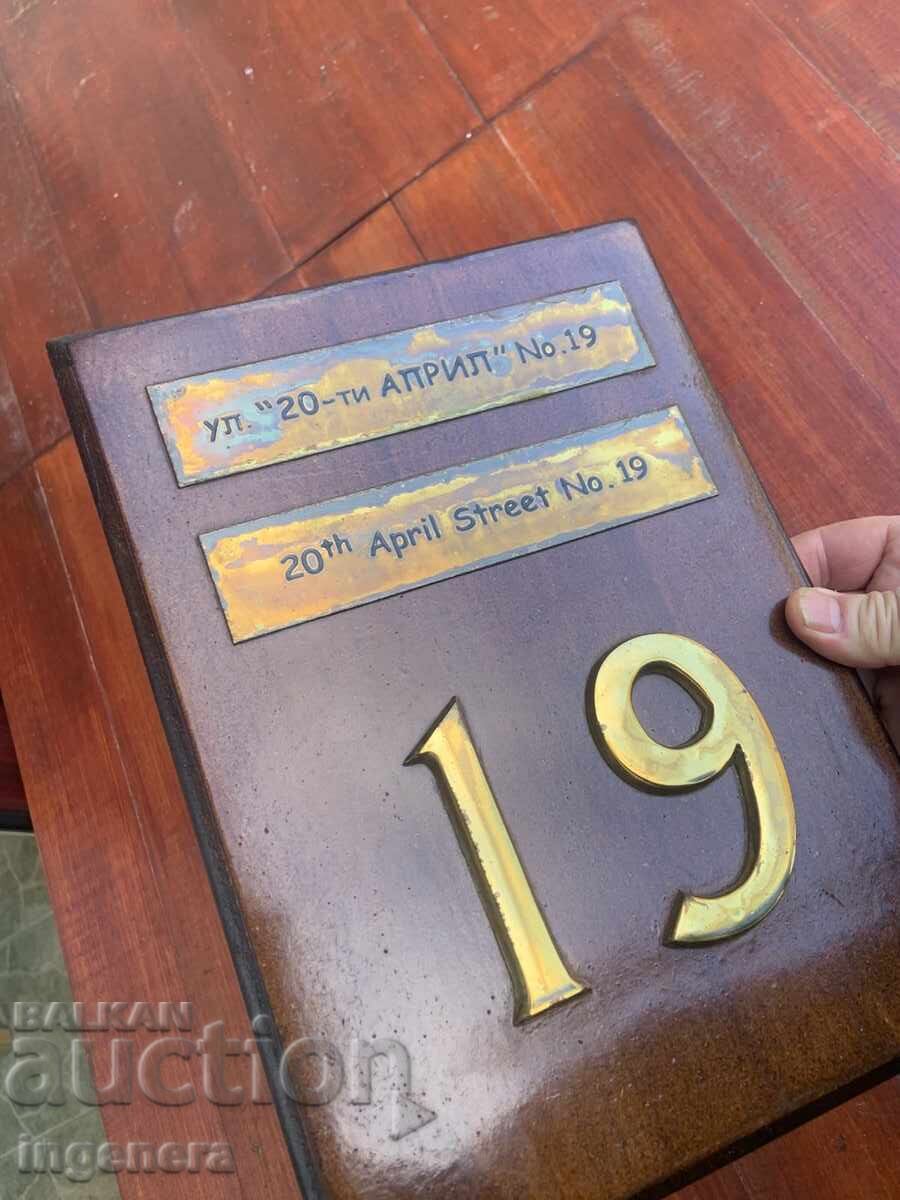 ул. "20-ти АПРИЛ" No.19
20th April Street No.19
19
BALKAN
auction
ingenera